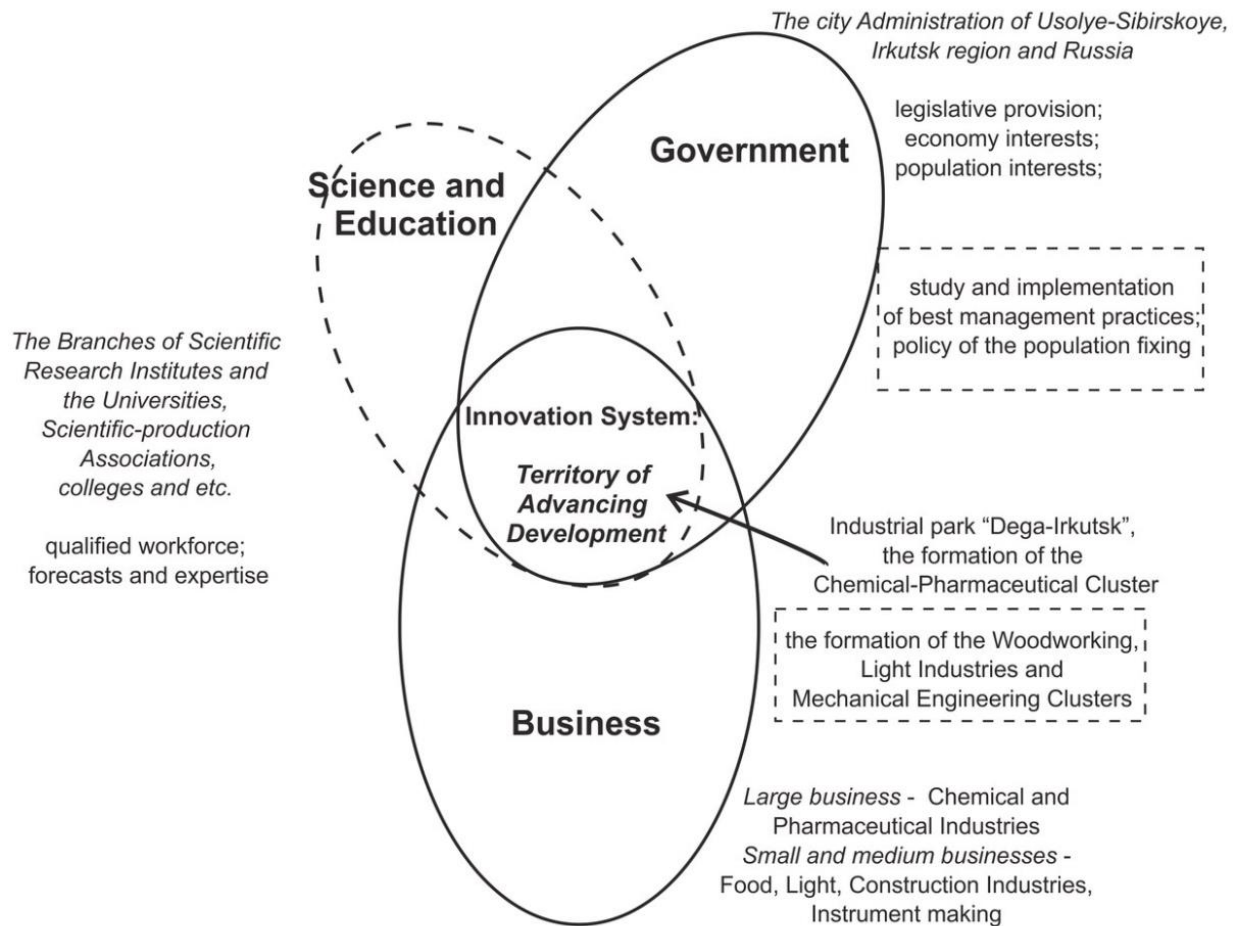 The city Administration of Usolye-Sibirskoye,
Irkutsk region and Russia
legislative provision;
economy interests;
population interests;
Government
Science and
Education
study and implementation
of best management practices;
policy of the population fixing
The Branches of Scientific
Research Institutes and
the Universities,
Scientific-production
Associations,
colleges and etc.
qualified workforce;
forecasts and expertise
Innovation System:
Territory of
Advancing
Development
Industrial park “Dega-Irkutsk”,
the formation of the
Chemical-Pharmaceutical Cluster
the formation of the Woodworking,
Light Industries and
Mechanical Engineering Clusters
Business
Large business - Chemical and
Pharmaceutical Industries
Small and medium businesses -
Food, Light, Construction Industries,
Instrument making